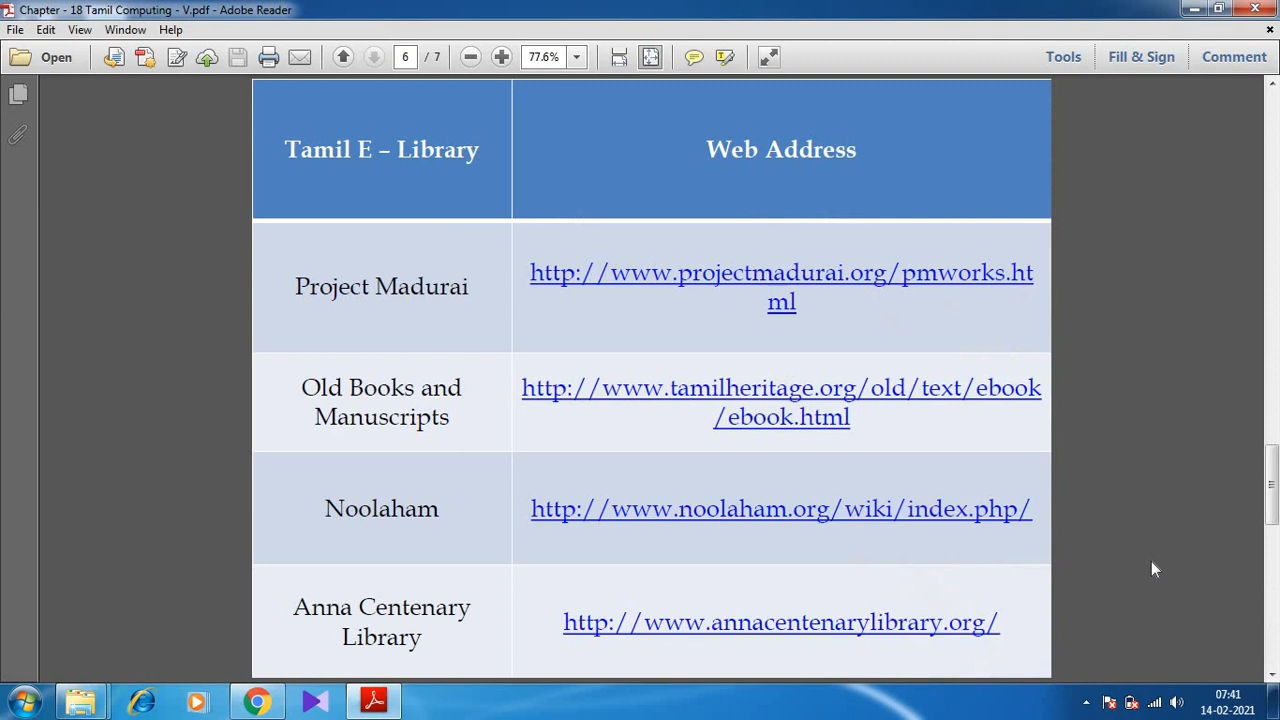 Chapter - 18 Tamil Computing - V.pdf - Adobe Reader
File Edit View Window Help
Open 6 / 7 77.6% Tools Fill & Sign Comment
Tamil E – Library Web Address
Project Madurai
http://www.projectmadurai.org/pmworks.ht
ml
Old Books and
Manuscripts
http://www.tamilheritage.org/old/text/ebook
/ebook.html
Noolaham http://www.noolaham.org/wiki/index.php/
Anna Centenary
Library
http://www.annacentenarylibrary.org/
07:41
14-02-2021